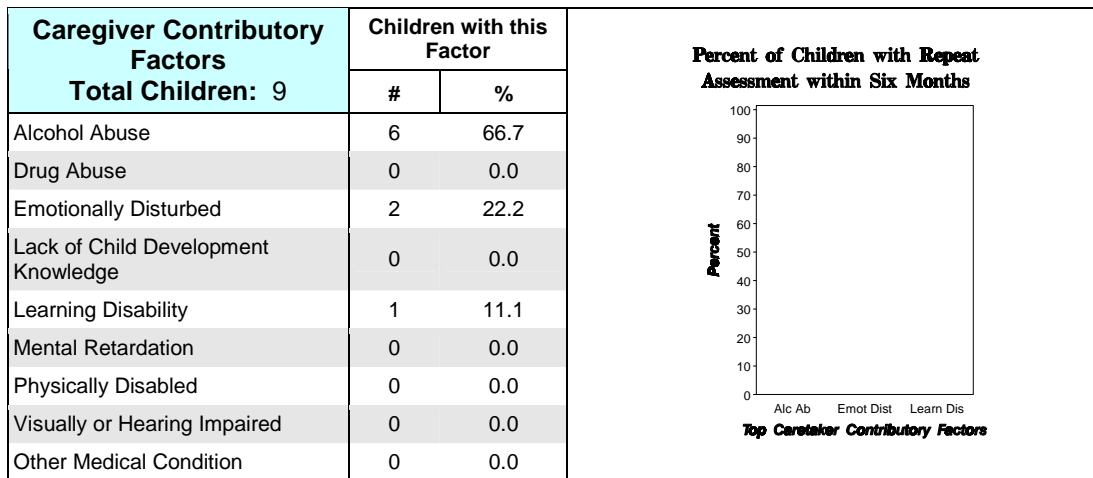 Caregiver Contributory
Factors
Total Children: 9
Children with this
Factor
# %
Alcohol Abuse 6 66.7
Drug Abuse 0 0.0
Emotionally Disturbed 2 22.2
Lack of Child Development
Knowledge 0 0.0
Learning Disability 1 11.1
Mental Retardation 0 0.0
Physically Disabled 0 0.0
Visually or Hearing Impaired 0 0.0
Other Medical Condition 0 0.0
Percent of Children with Repeat
Assessment within Six Months
100
90
80
70
60
50
40
30
20
10
0
Percent
Alc Ab Emot Dist Learn Dis
Top Caretaker Contributory Factors